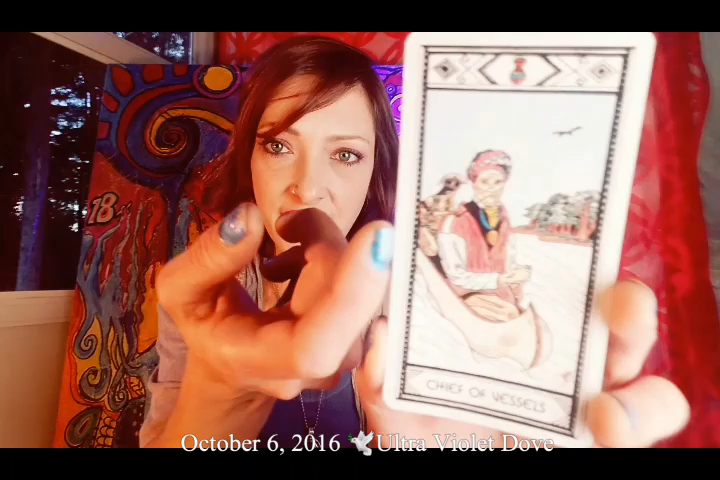 18
CHIEF OF VESSELS
October 6, 2016 🕊Ultra Violet Dove